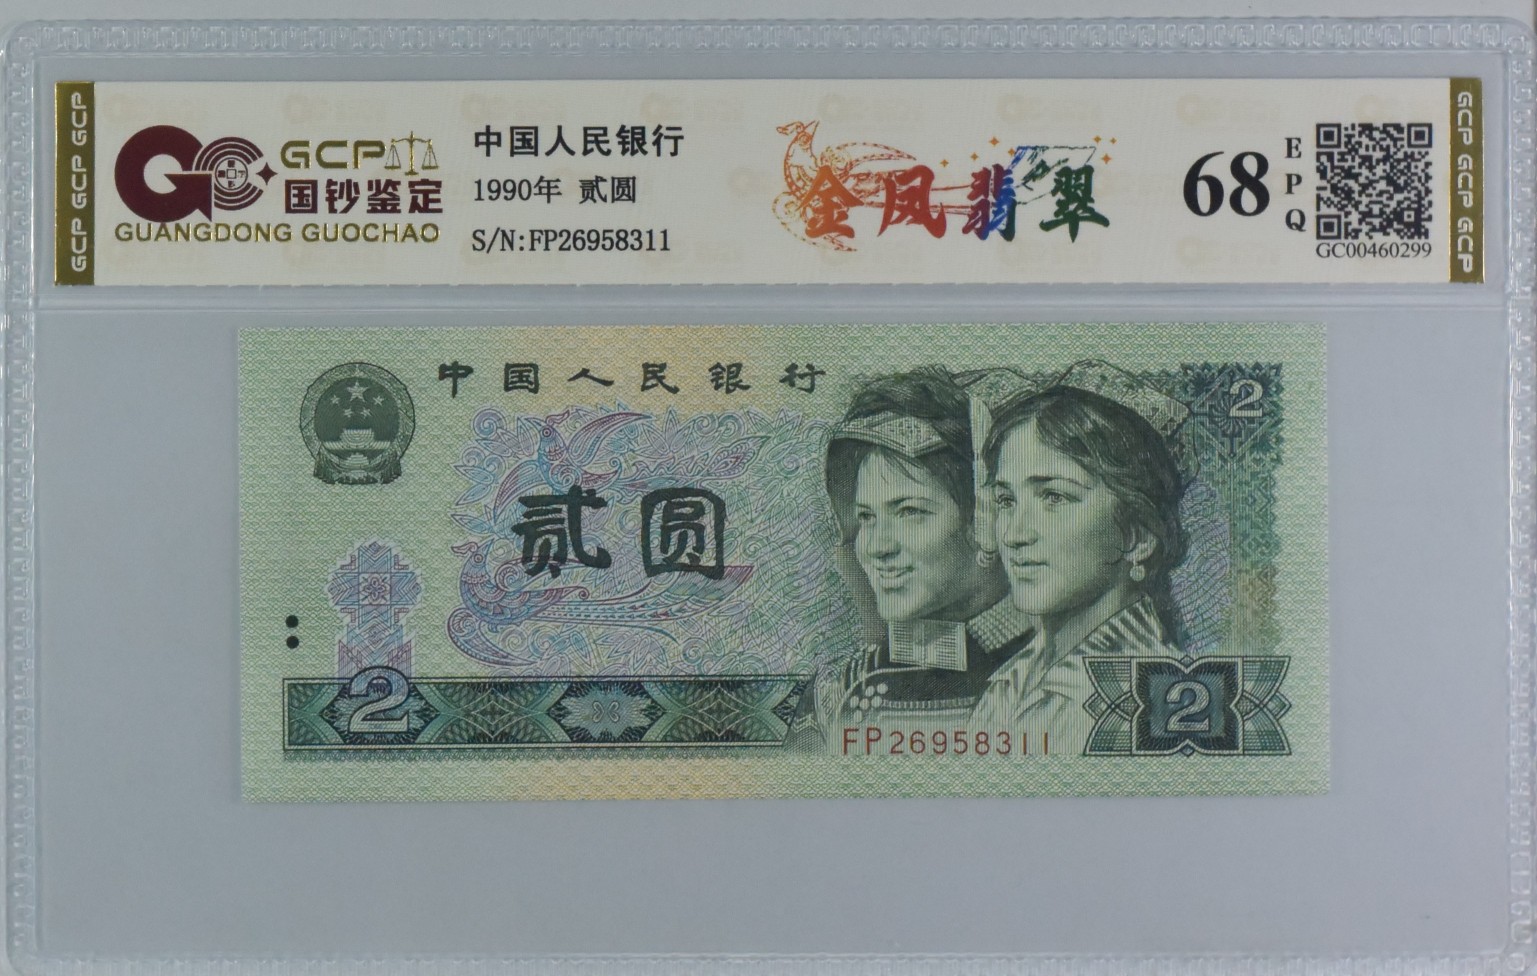 GCP GCP GCP
GCP
国钞鉴定
GUANGDONG GUOCHAO
中国人民银行
1990年 贰圆
S/N:FP26958311
金凤翡翠
68
EPQ
GC00460299
GCP GCP GCP
中国人民银行
2
贰圆
2
FP26958311
2